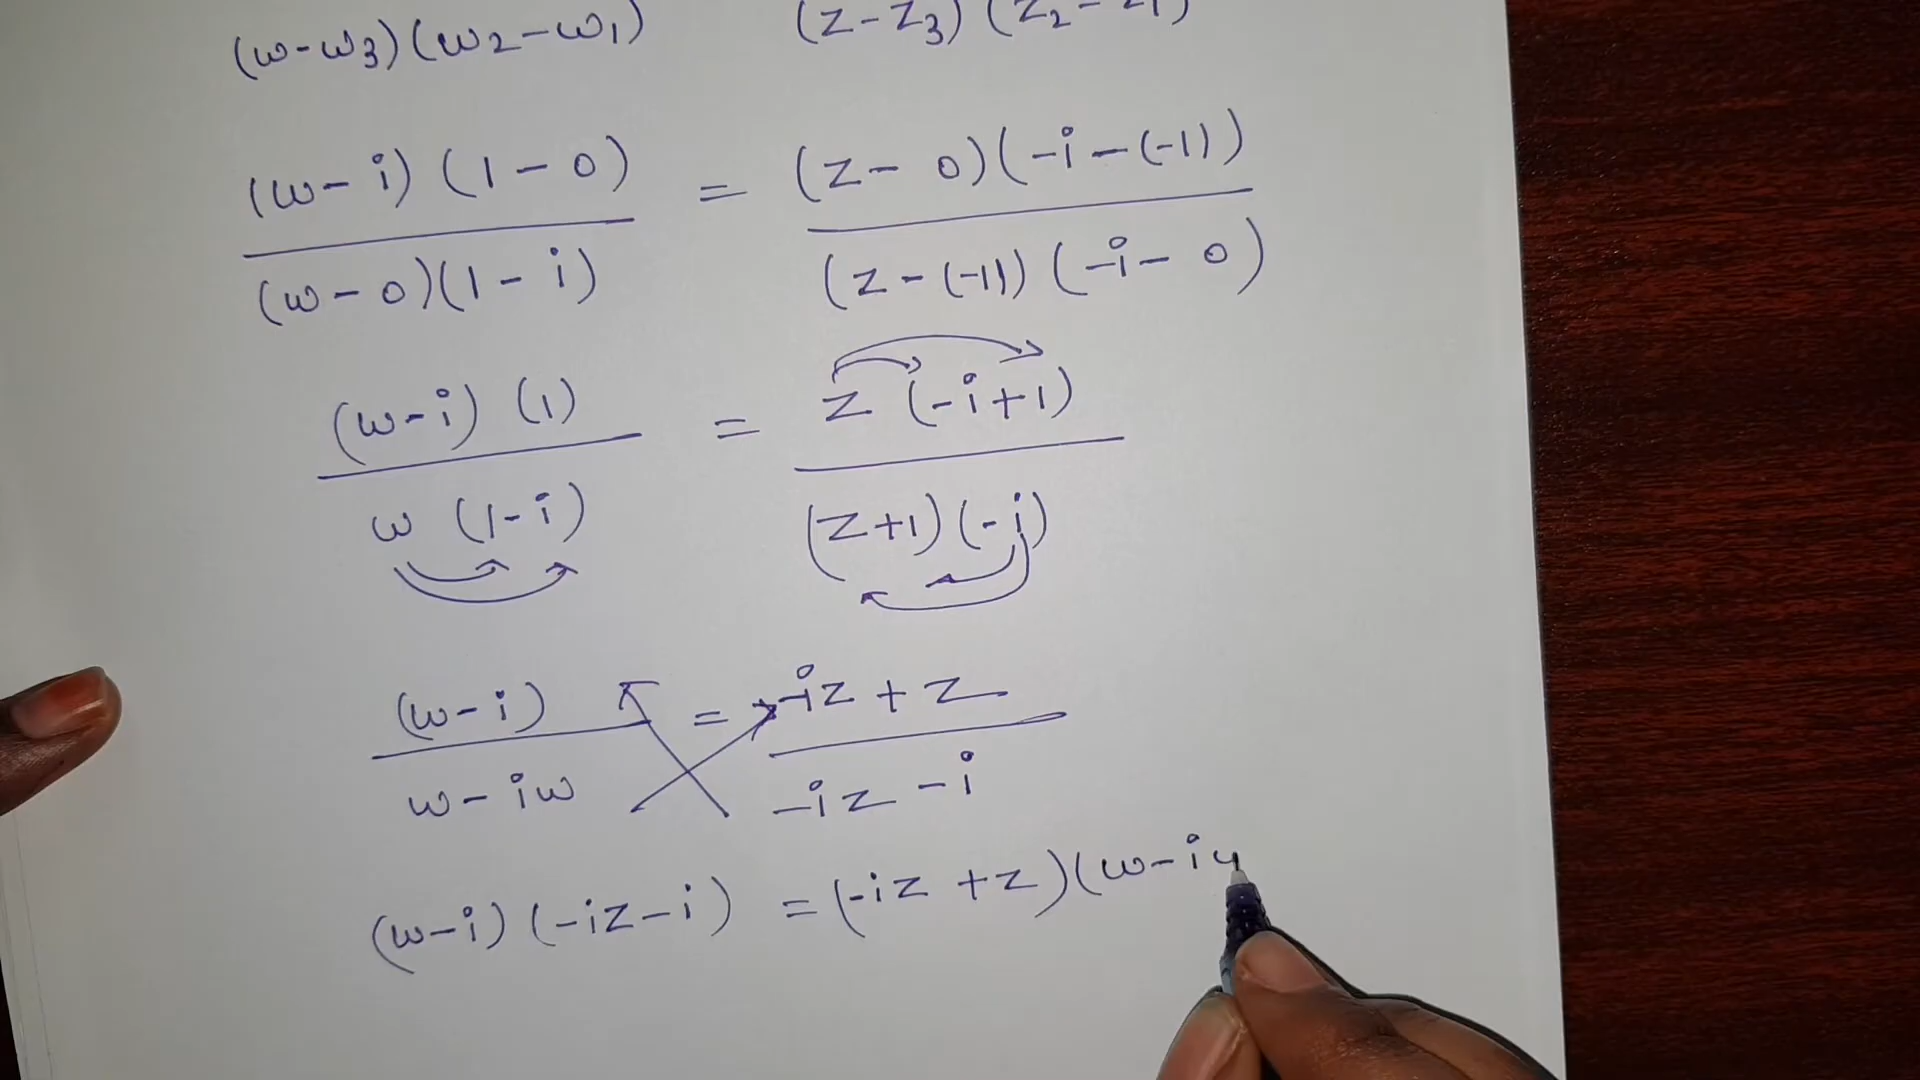 (w-w3)(w2-w1) (z-z3)(z2-z1)
(w-i)(1-0) = (z-0)(-i-(-1))
(w-0)(1-i) (z-(-1))(-i-0)
(w-i)(1) = z(-i+1)
w(1-i) (z+1)(-i)
(w-i) = -iz+z
w-iw -iz-i
(w-i)(-iz-i) = (-iz+z)(w-i